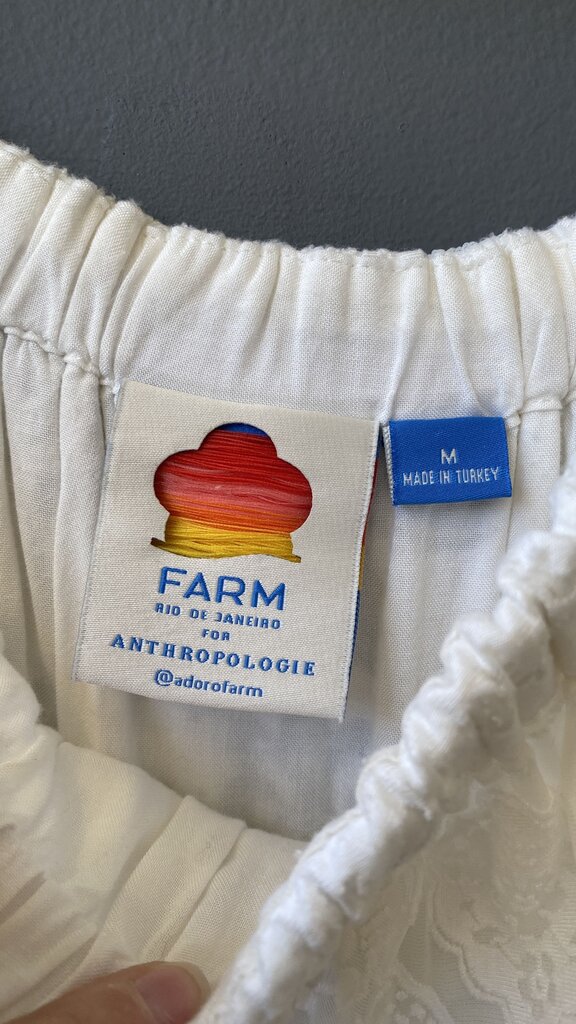 FARM
RIO DE JANEIRO
FOR
ANTHROPOLOGIE
@adorofarm
M
MADE IN TURKEY